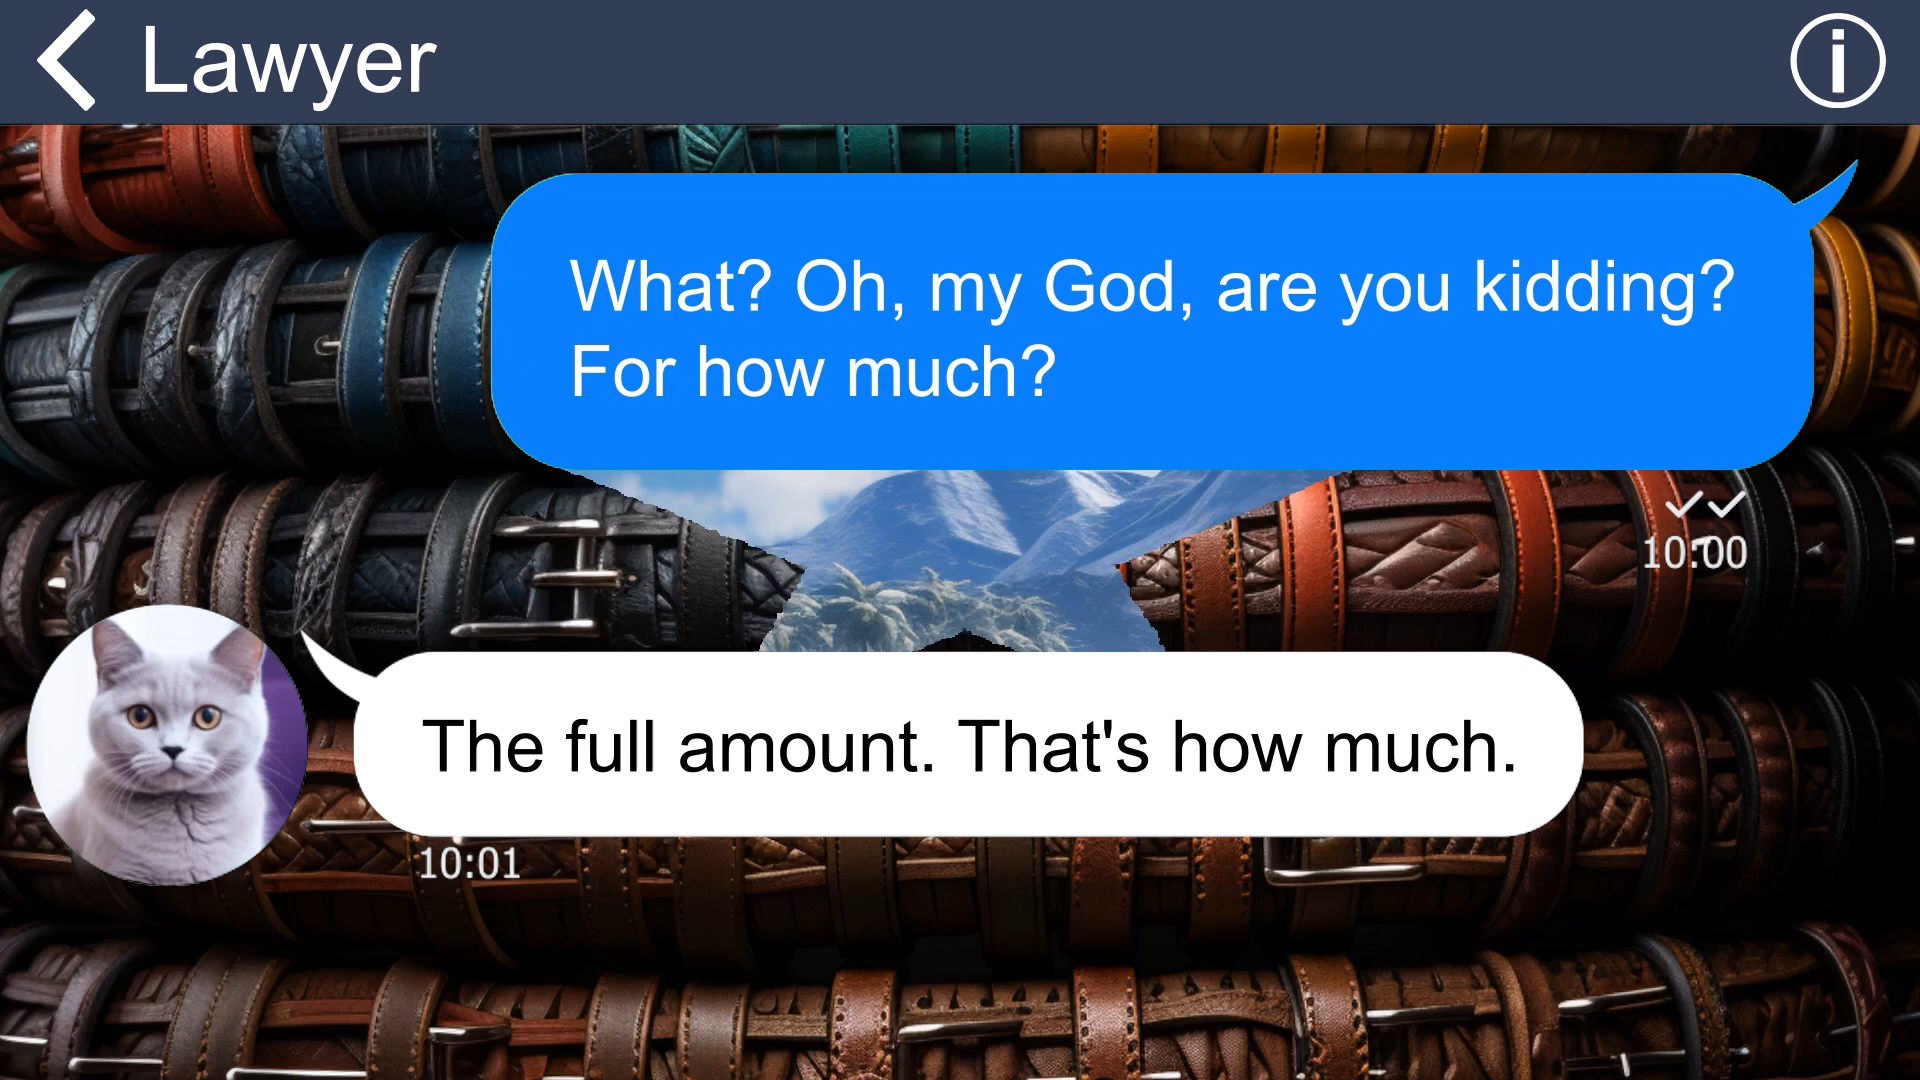 Lawyer
What? Oh, my God, are you kidding?
For how much?
10:00
The full amount. That's how much.
10:01